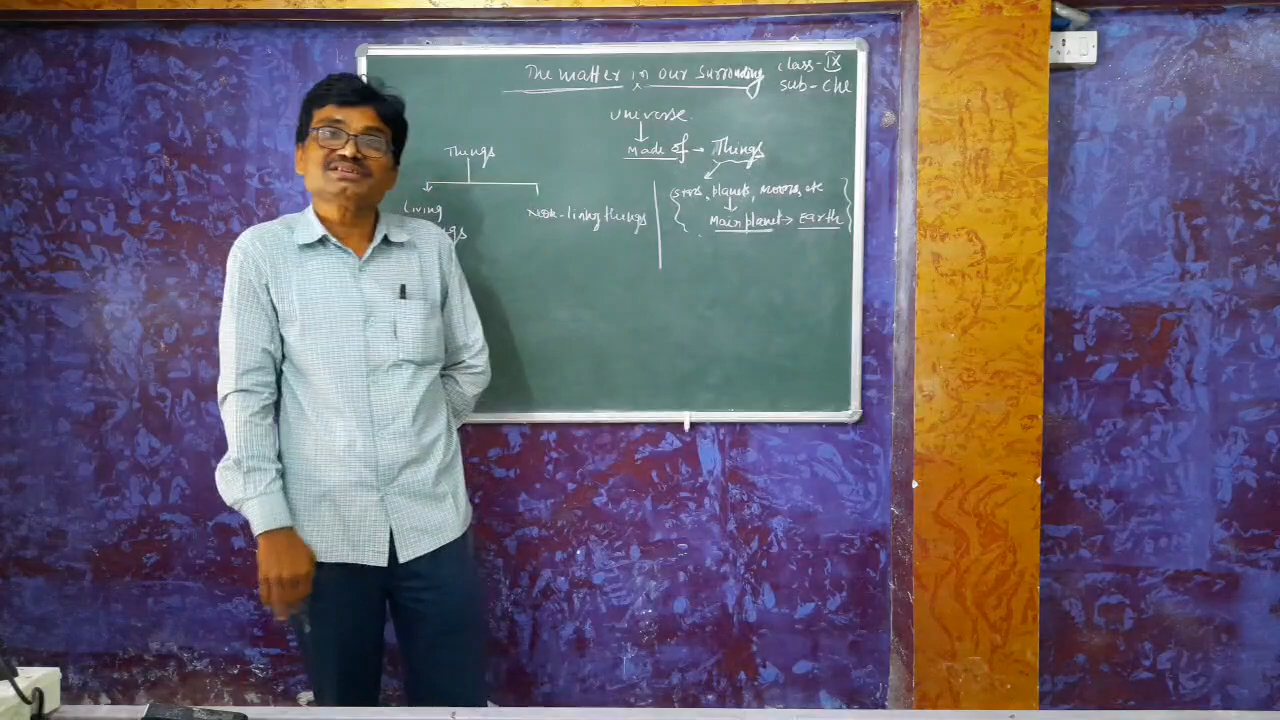 The matter in our Surrounding
class-IX
sub-Che
universe.
Made of → Things
Things
Living
Non-living things
(stars, planets, moons, etc
Main planet → Earth